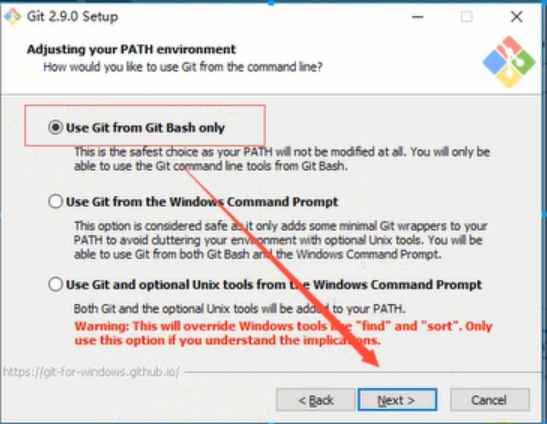 Git 2.9.0 Setup
Adjusting your PATH environment
How would you like to use Git from the command line?
Use Git from Git Bash only
This is the safest choice as your PATH will not be modified at all. You will only be
able to use the Git command line tools from Git Bash.
Use Git from the Windows Command Prompt
This option is considered safe as it only adds some minimal Git wrappers to your
PATH to avoid cluttering your environment with optional Unix tools. You will be
able to use Git from both Git Bash and the Windows Command Prompt.
Use Git and optional Unix tools from the Windows Command Prompt
Both Git and the optional Unix tools will be added to your PATH.
Warning: This will override Windows tools like "find" and "sort". Only
use this option if you understand the implications.
https://git-for-windows.github.io/
< Back Next > Cancel